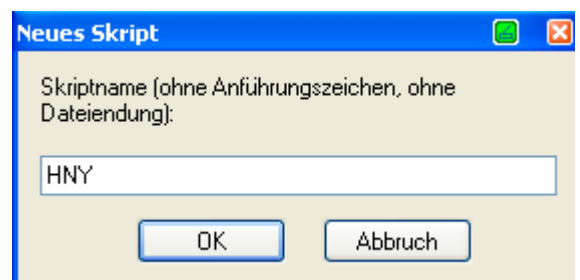 Neues Skript
Skriptname (ohne Anführungszeichen, ohne
Dateiendung):
HNY
OK
Abbruch